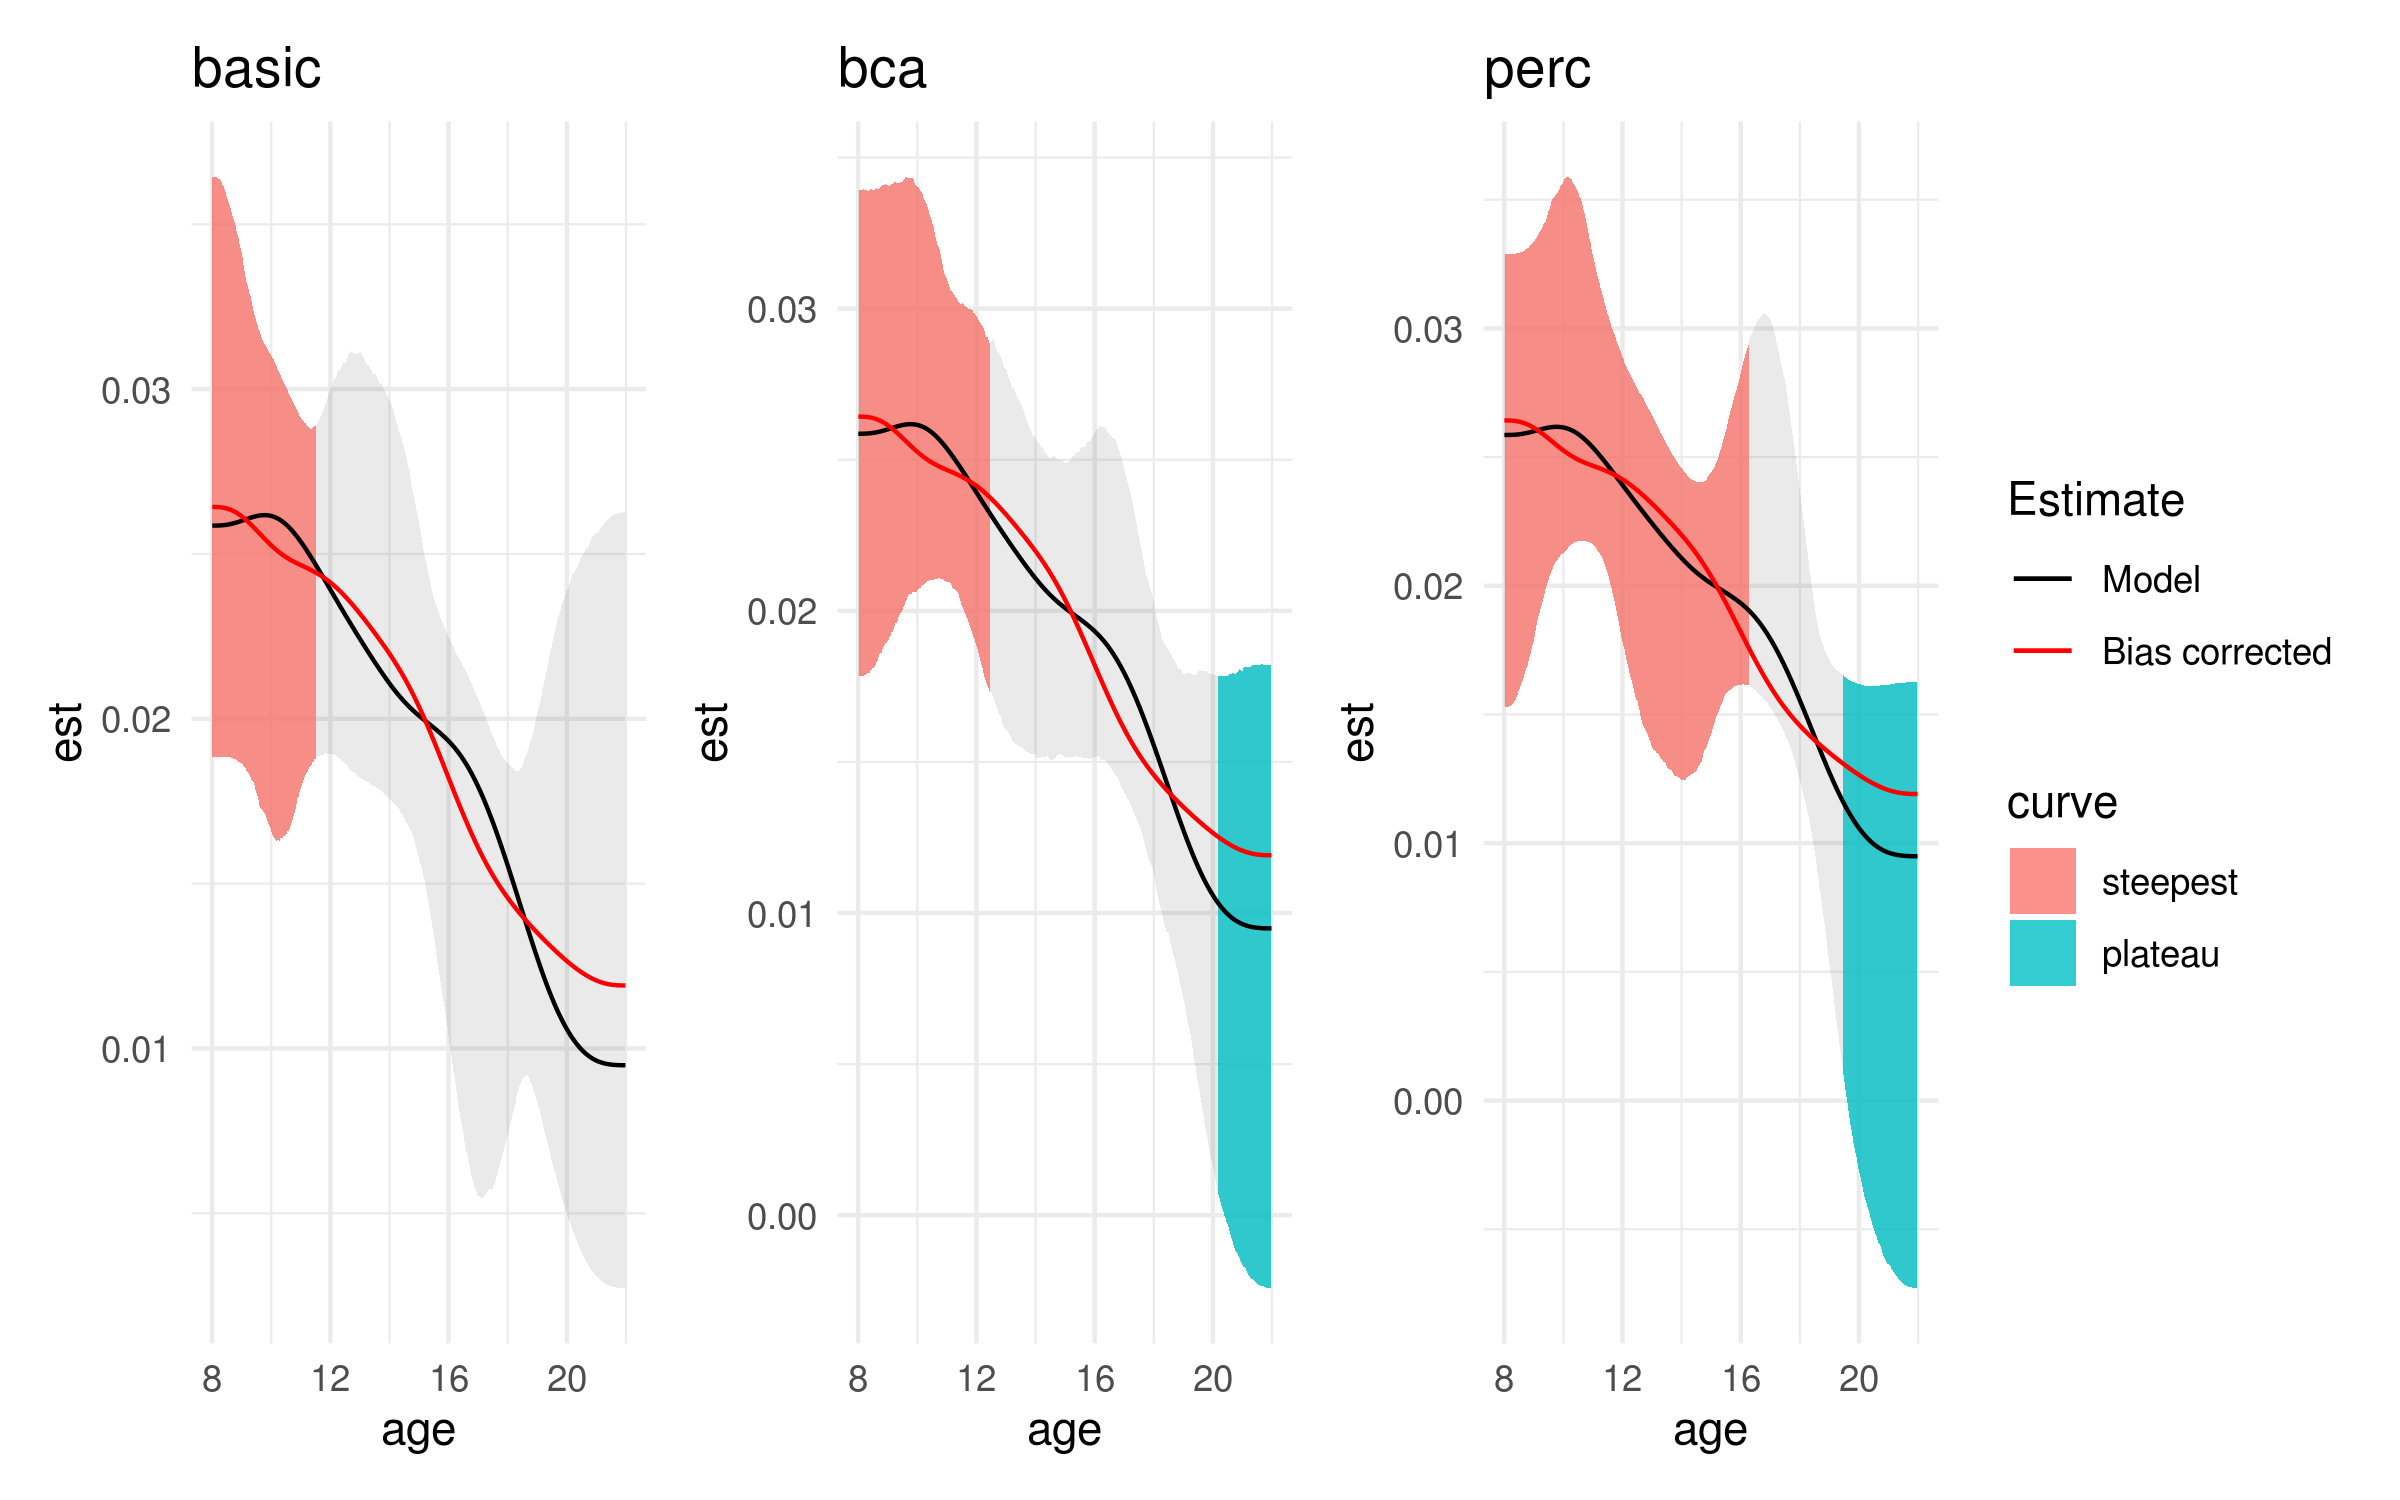 basic
bca
perc
0.03
0.02
0.01
est
8 12 16 20
age
0.03
0.02
0.01
0.00
est
8 12 16 20
age
0.03
0.02
0.01
0.00
est
8 12 16 20
age
Estimate
Model
Bias corrected
curve
steepest
plateau